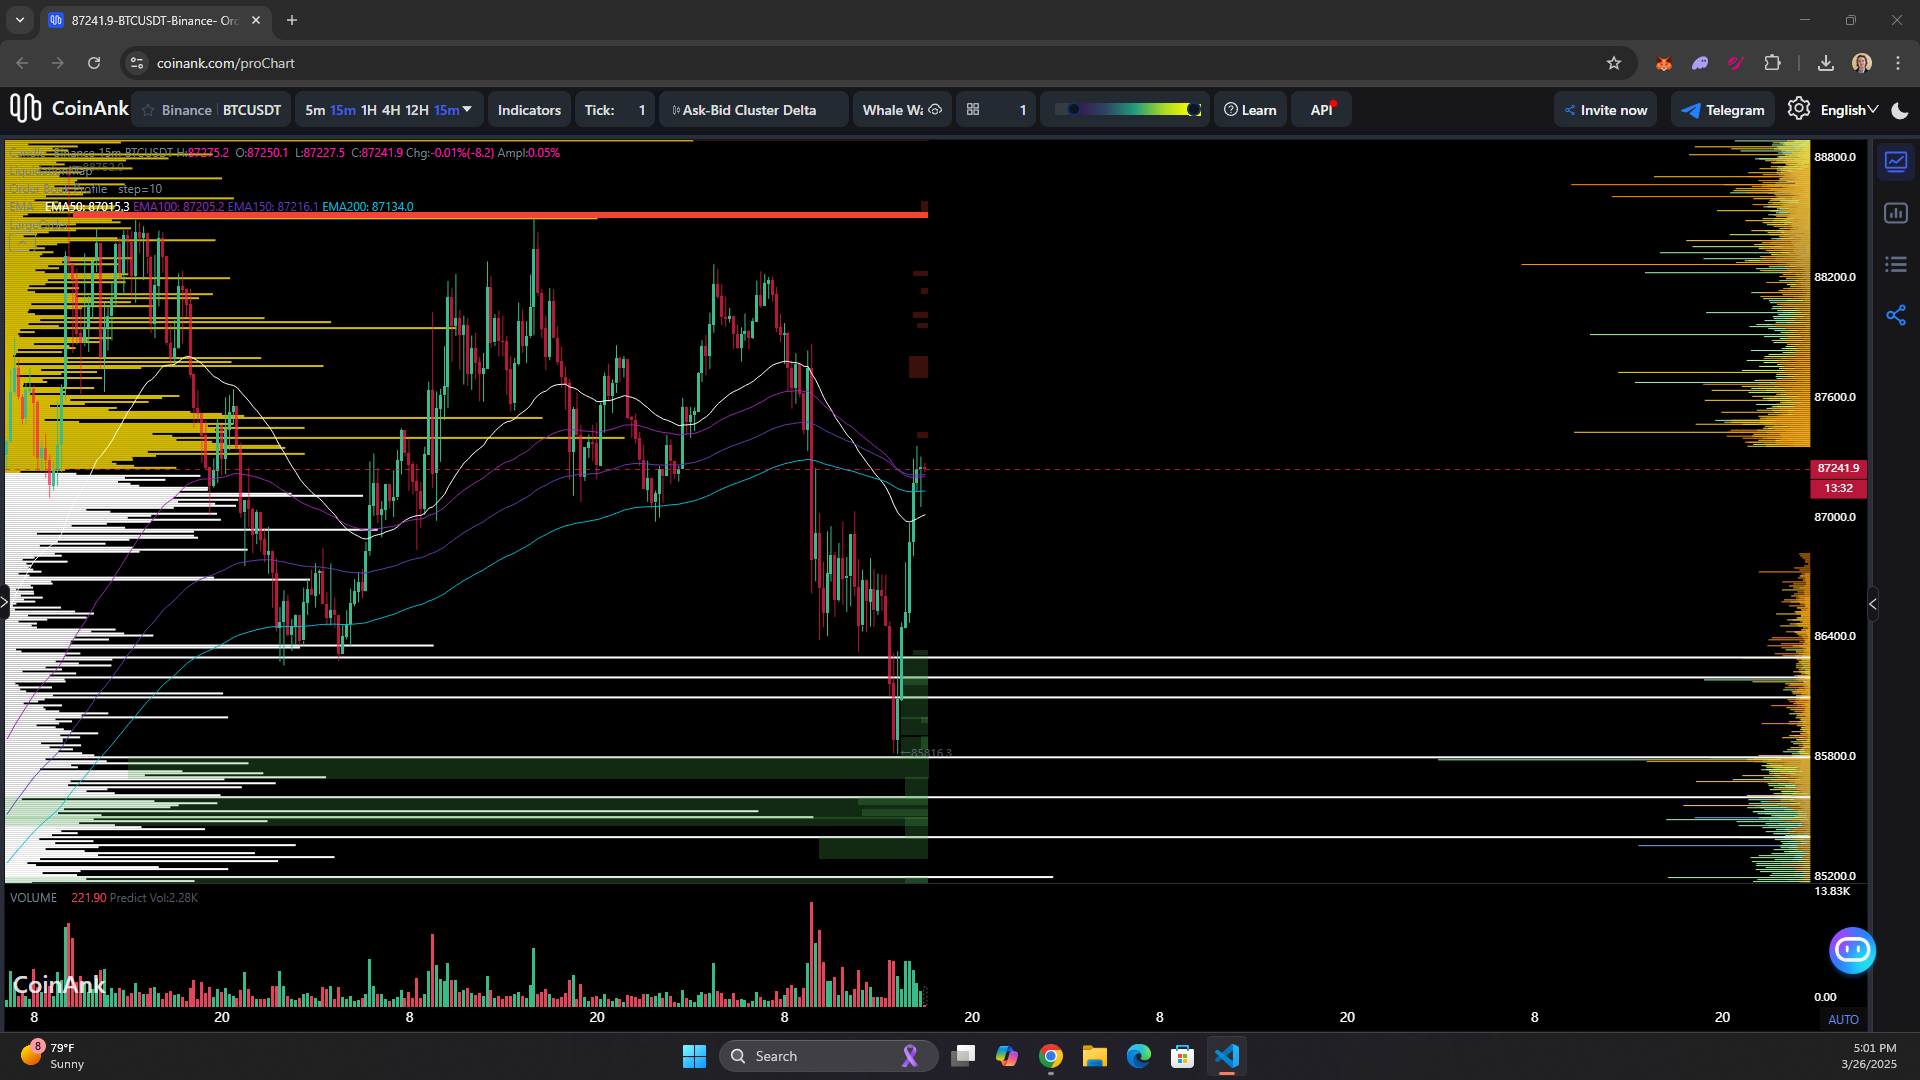 87241.9-BTCUSDT-Binance- Or
coinank.com/proChart
CoinAnk
Binance BTCUSDT
5m 15m 1H 4H 12H 15m
Indicators
Tick: 1
Ask-Bid Cluster Delta
Whale Wa
1
Learn
API
Invite now
Telegram
English
Candle Binance 15m BTCUSDT H:87275.2 O:87250.1 L:87227.5 C:87241.9 Chg:-0.01%(-8.2) Ampl:0.05%
Liquidation Map
Order Book Profile step=10
EMA EMA50: 87015.3 EMA100: 87205.2 EMA150: 87216.1 EMA200: 87134.0
88800.0
88200.0
87600.0
87241.9
13:32
87000.0
86400.0
85816.3
85800.0
85200.0
VOLUME 221.90 Predict Vol:2.28K
13.83K
CoinAnk
0.00
8 20 8 20 8 20 8 20 8 20
AUTO
8
79°F
Sunny
Search
5:01 PM
3/26/2025